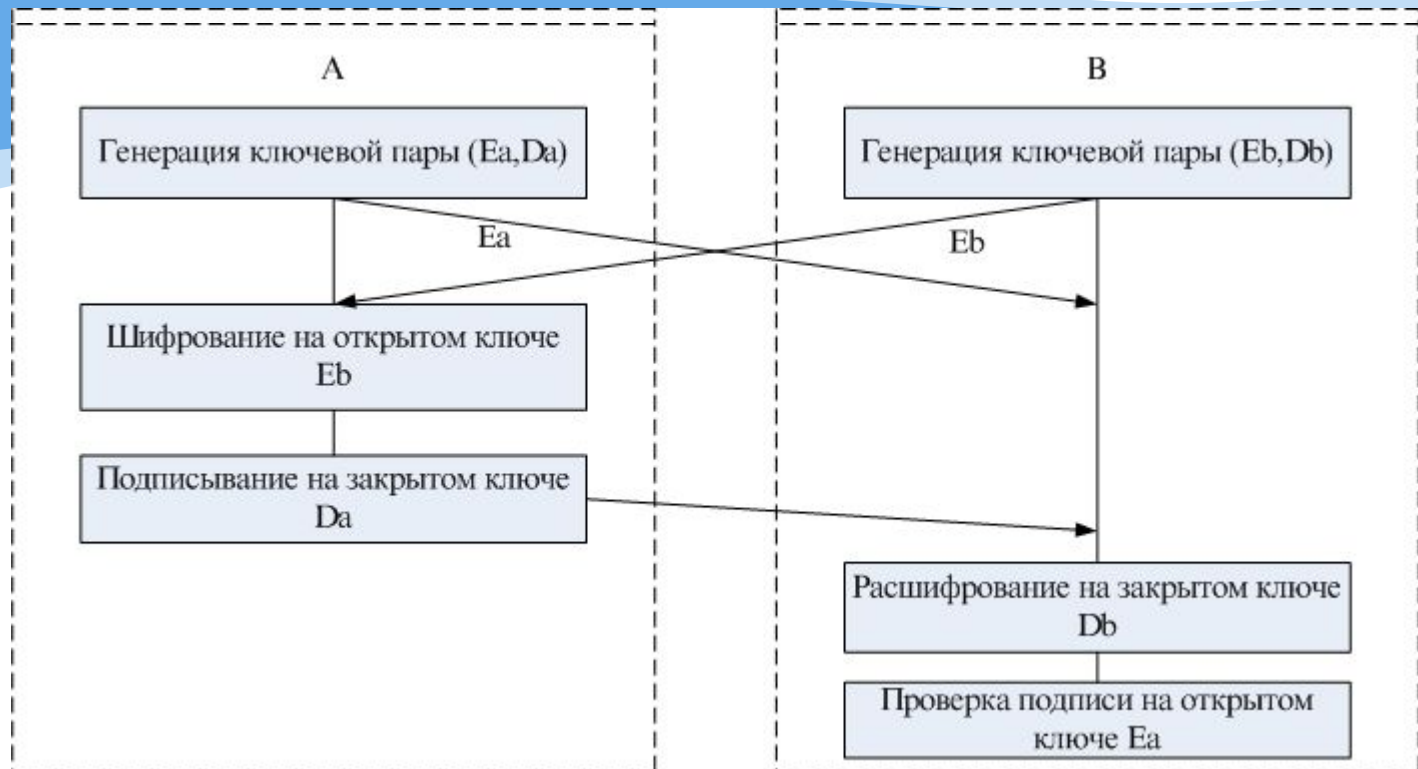 A
B
Генерация ключевой пары (Ea,Da)
Генерация ключевой пары (Eb,Db)
Ea
Eb
Шифрование на открытом ключе
Eb
Подписывание на закрытом ключе
Da
Расшифрование на закрытом ключе
Db
Проверка подписи на открытом
ключе Ea